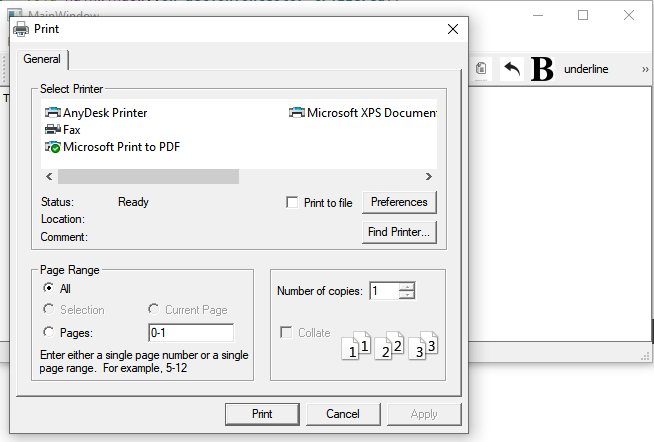 MainWindow
Print
General
B underline »
Select Printer
AnyDesk Printer Microsoft XPS Document
Fax
Microsoft Print to PDF
Status: Ready Print to file Preferences
Location:
Comment: Find Printer...
Page Range
All Number of copies: 1
Selection Current Page
Pages: 0-1 Collate
1 1 2 2 3 3
Enter either a single page number or a single
page range. For example, 5-12
Print Cancel Apply